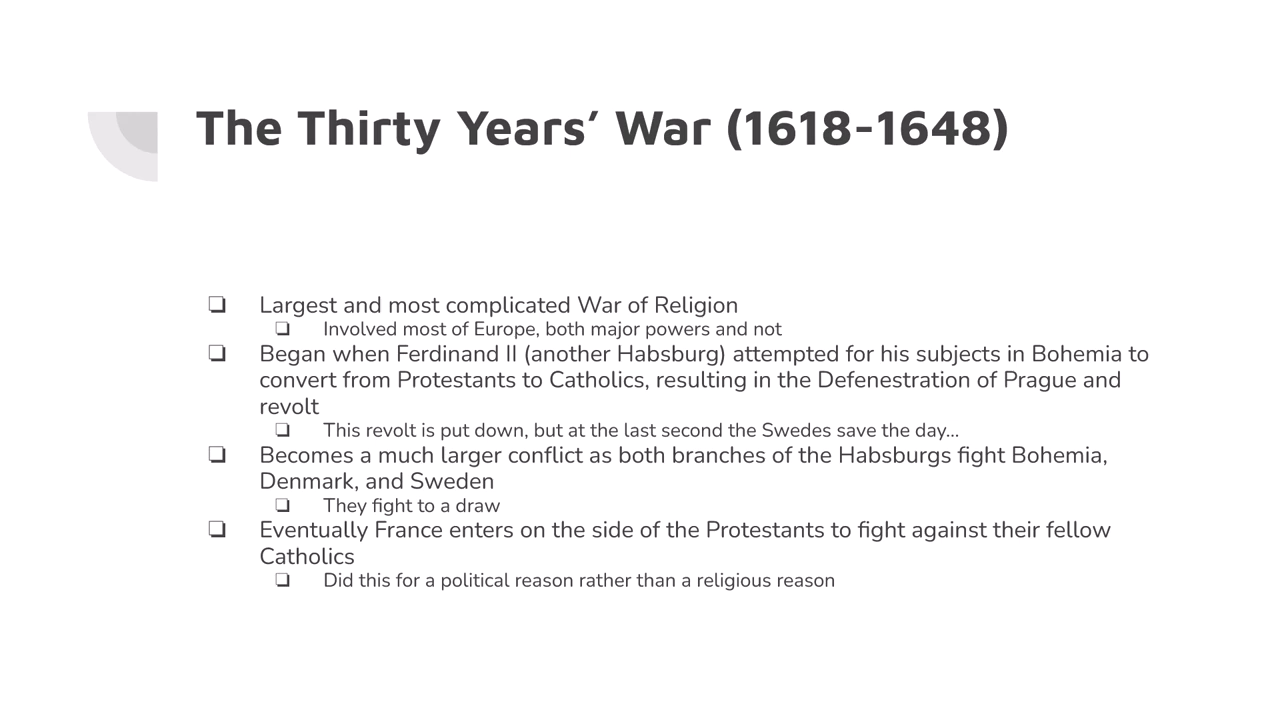 The Thirty Years’ War (1618-1648)
❏ Largest and most complicated War of Religion
❏ Involved most of Europe, both major powers and not
❏ Began when Ferdinand II (another Habsburg) attempted for his subjects in Bohemia to
convert from Protestants to Catholics, resulting in the Defenestration of Prague and
revolt
❏ This revolt is put down, but at the last second the Swedes save the day…
❏ Becomes a much larger conflict as both branches of the Habsburgs fight Bohemia,
Denmark, and Sweden
❏ They fight to a draw
❏ Eventually France enters on the side of the Protestants to fight against their fellow
Catholics
❏ Did this for a political reason rather than a religious reason